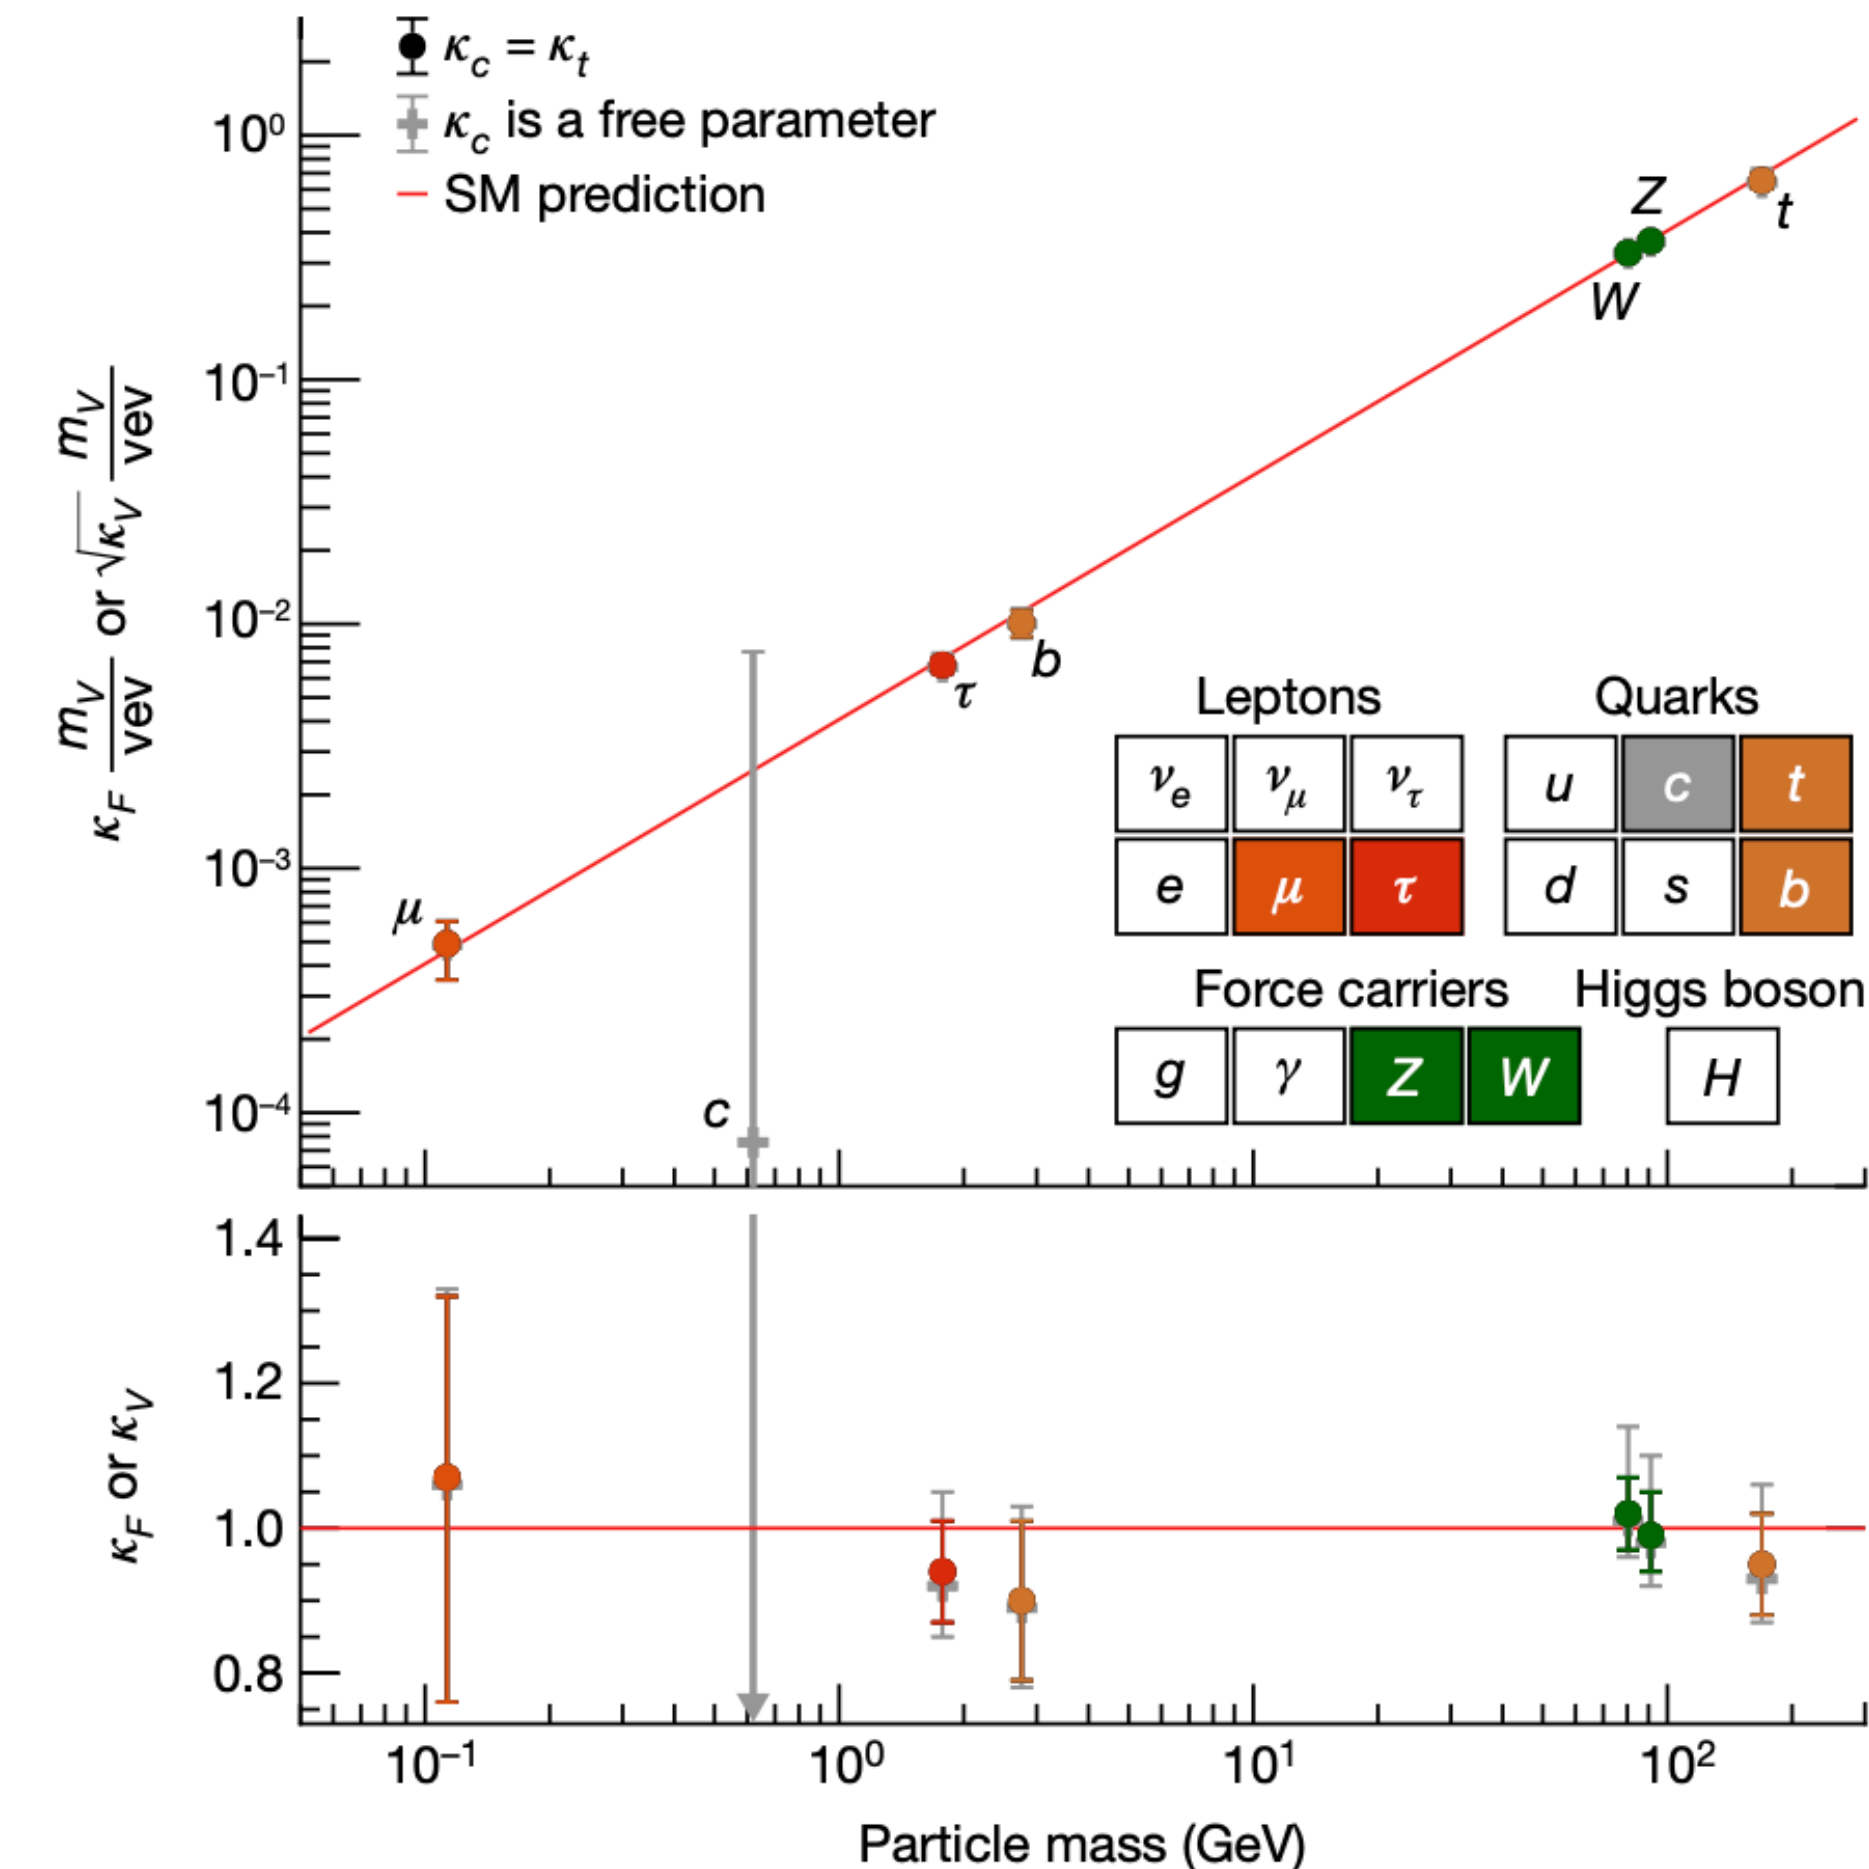 κc = κt
κc is a free parameter
SM prediction
10⁰
10⁻¹
10⁻²
10⁻³
10⁻⁴
κF mV/vev or √κV mV/vev
μ
c
τ
b
W
Z
t
Leptons
νe νμ ντ
e μ τ
Quarks
u c t
d s b
Force carriers
g γ Z W
Higgs boson
H
1.4
1.2
1.0
0.8
κF or κV
10⁻¹ 10⁰ 10¹ 10²
Particle mass (GeV)